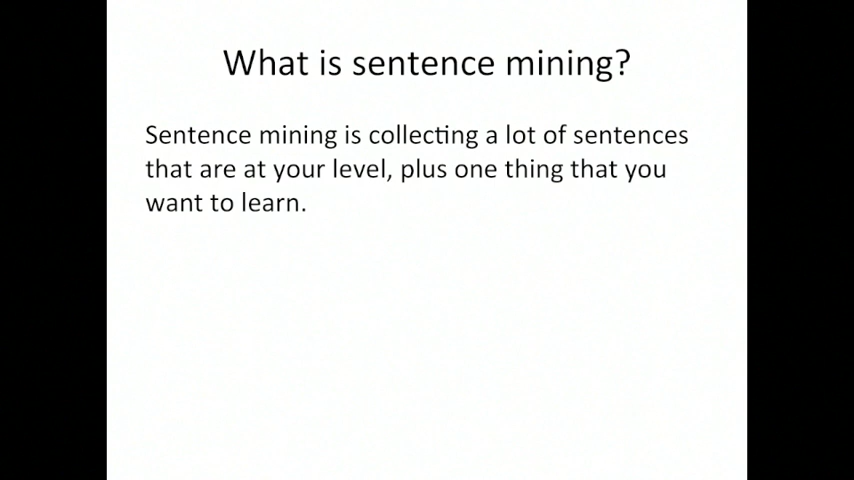 What is sentence mining?
Sentence mining is collecting a lot of sentences
that are at your level, plus one thing that you
want to learn.